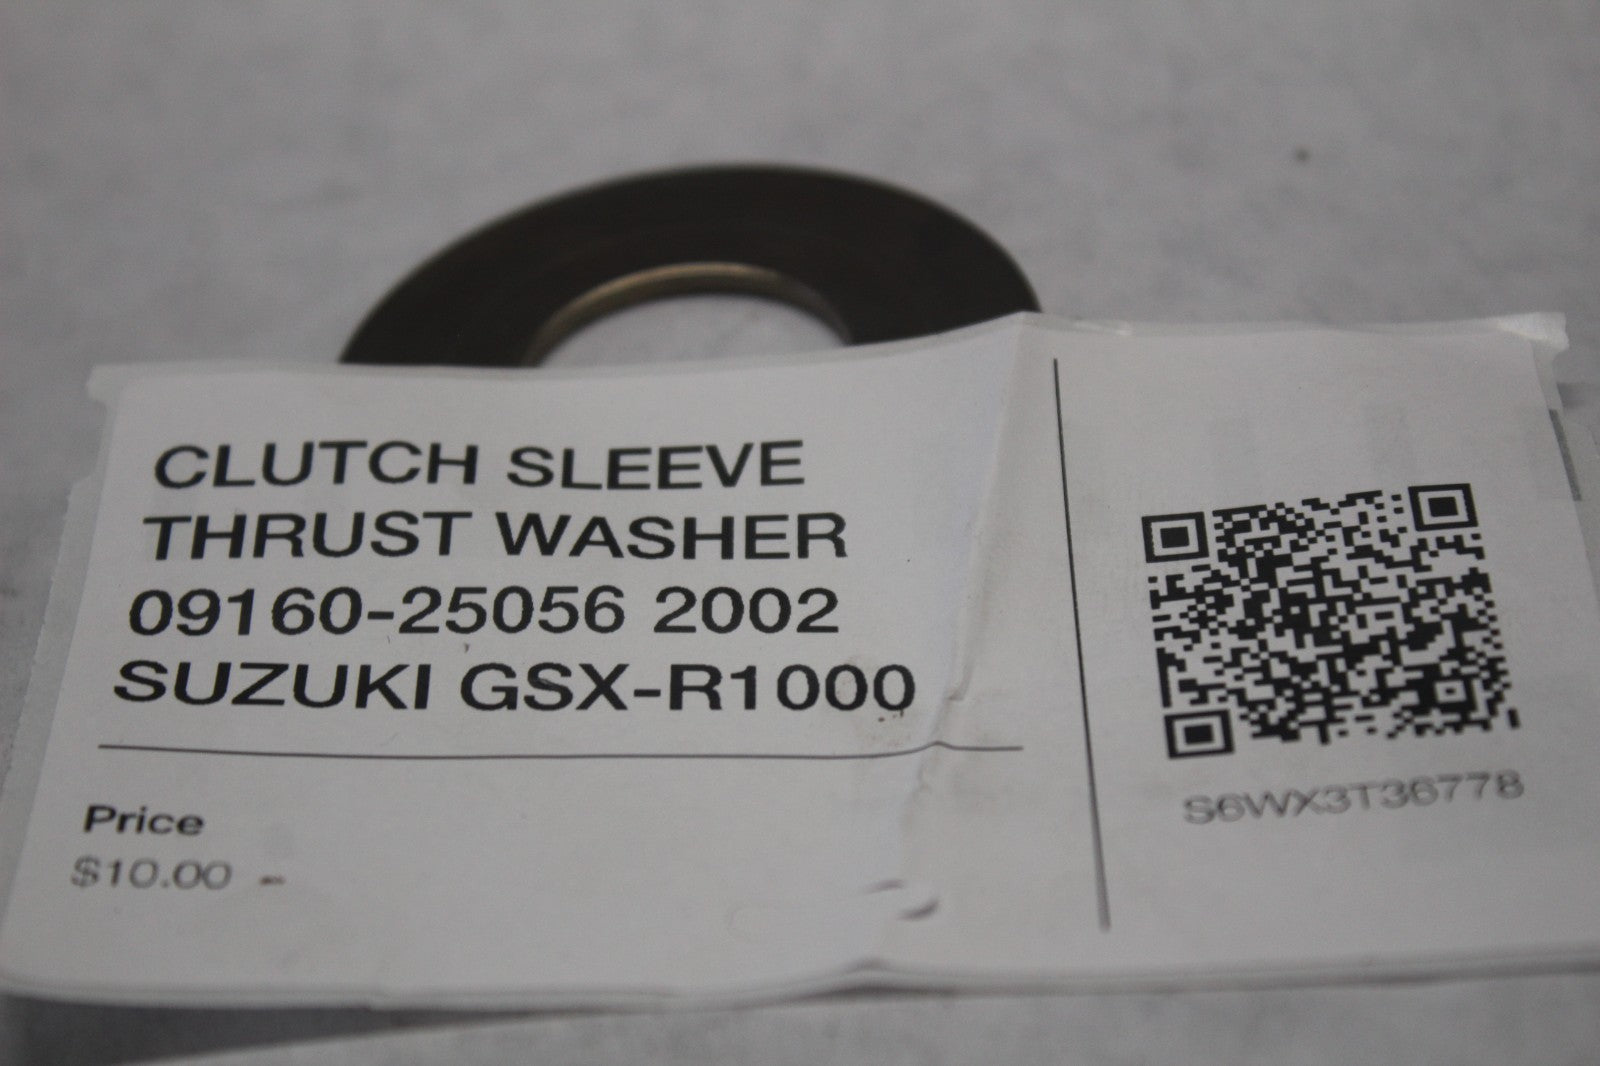 CLUTCH SLEEVE
THRUST WASHER
09160-25056 2002
SUZUKI GSX-R1000
Price
$10.00
S6WX3T36778